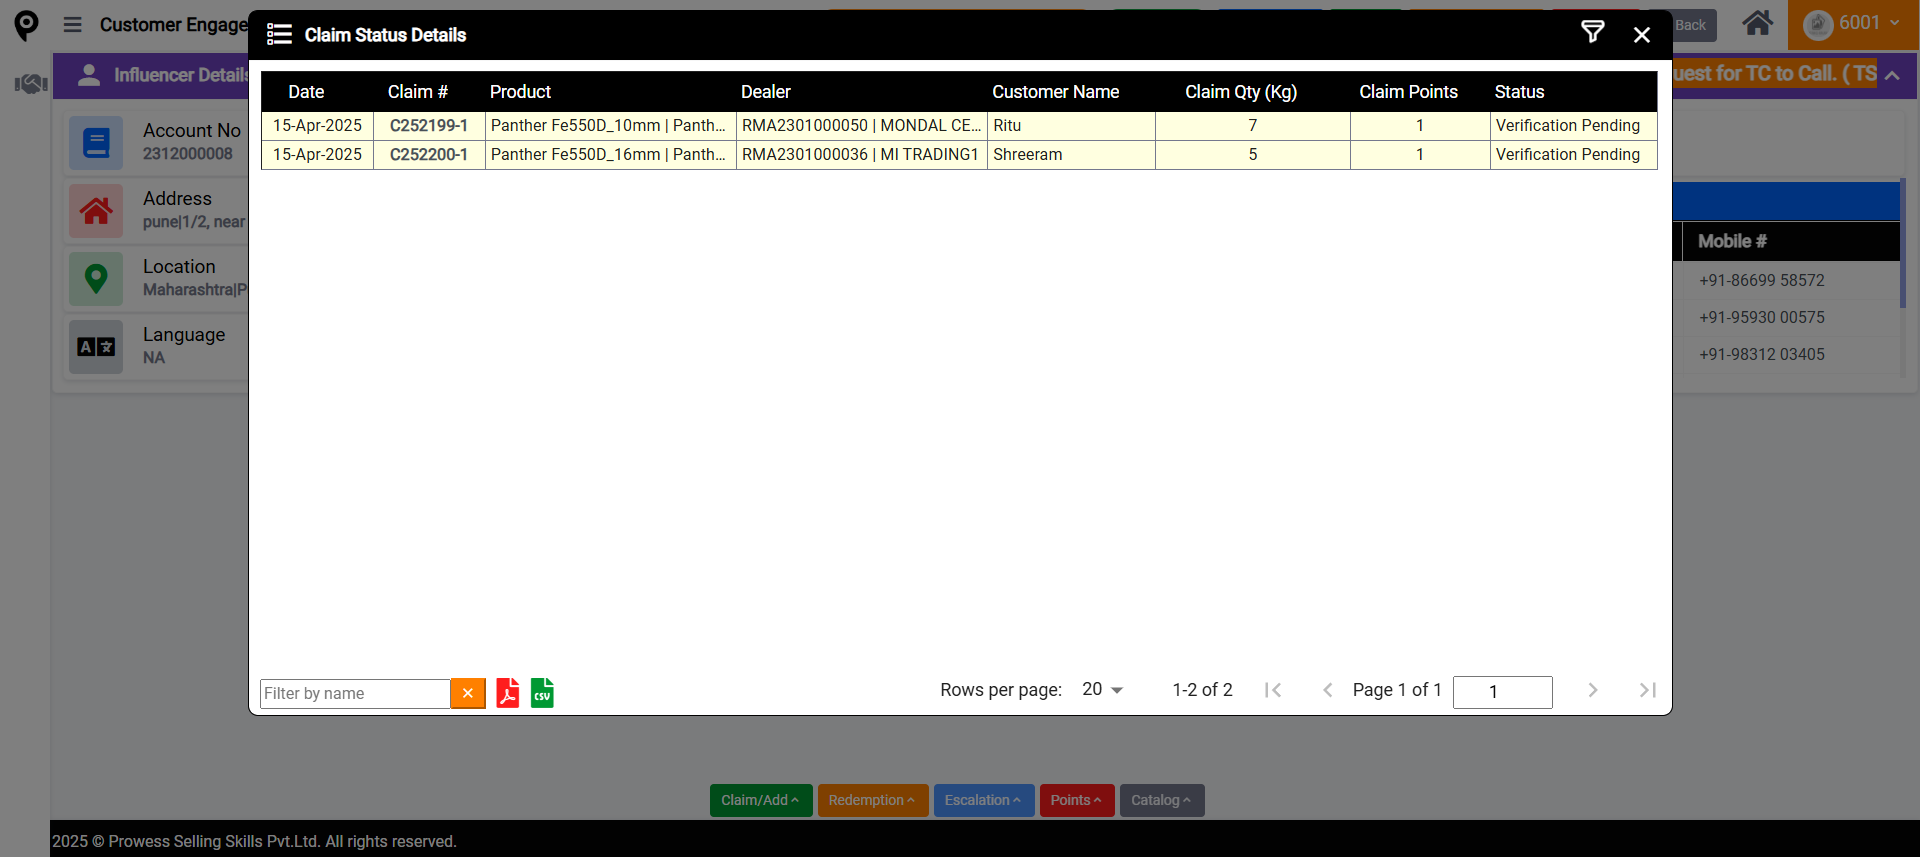 Customer Engage
Back
6001
Claim Status Details
Influencer Details
uest for TC to Call. ( TS
Date Claim # Product Dealer Customer Name Claim Qty (Kg) Claim Points Status
15-Apr-2025 C252199-1 Panther Fe550D_10mm | Panth... RMA2301000050 | MONDAL CE... Ritu 7 1 Verification Pending
15-Apr-2025 C252200-1 Panther Fe550D_16mm | Panth... RMA2301000036 | MI TRADING1 Shreeram 5 1 Verification Pending
Account No
2312000008
Address
pune|1/2, near
Location
Maharashtra|P
Language
NA
Mobile #
+91-86699 58572
+91-95930 00575
+91-98312 03405
Filter by name
CSV
Rows per page: 20 1-2 of 2 Page 1 of 1 1
Claim/Add Redemption Escalation Points Catalog
2025 © Prowess Selling Skills Pvt.Ltd. All rights reserved.